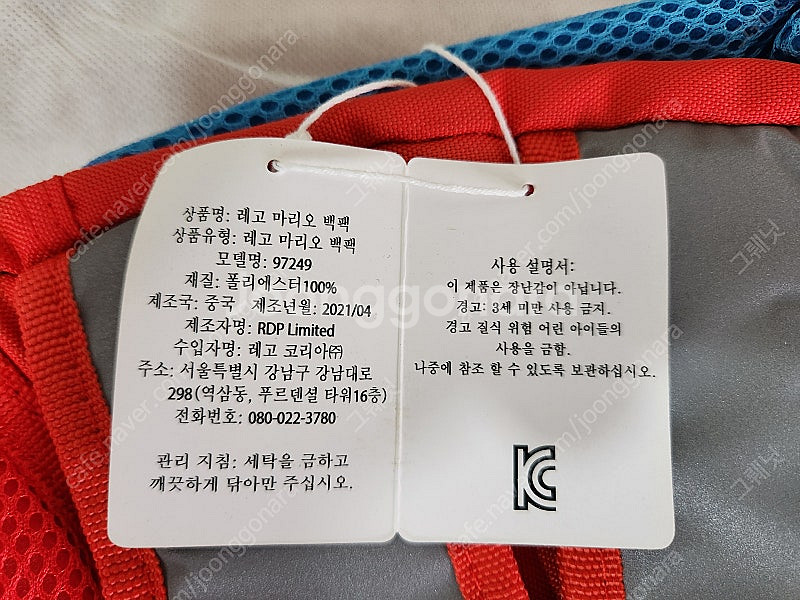 상품명: 레고 마리오 백팩
상품유형: 레고 마리오 백팩
모델명: 97249
재질: 폴리에스터100%
제조국: 중국 제조년월: 2021/04
제조자명: RDP Limited
수입자명: 레고 코리아㈜
주소: 서울특별시 강남구 강남대로
298(역삼동, 푸르덴셜 타워16층)
전화번호: 080-022-3780
관리 지침: 세탁을 금하고
깨끗하게 닦아만 주십시오.
사용 설명서:
이 제품은 장난감이 아닙니다.
경고: 3세 미만 사용 금지.
경고 질식 위험 어린 아이들의
사용을 금함.
나중에 참조 할 수 있도록 보관하십시오.
KC
joonggonara
cafe.naver.com/joonggonara
그퀘닛